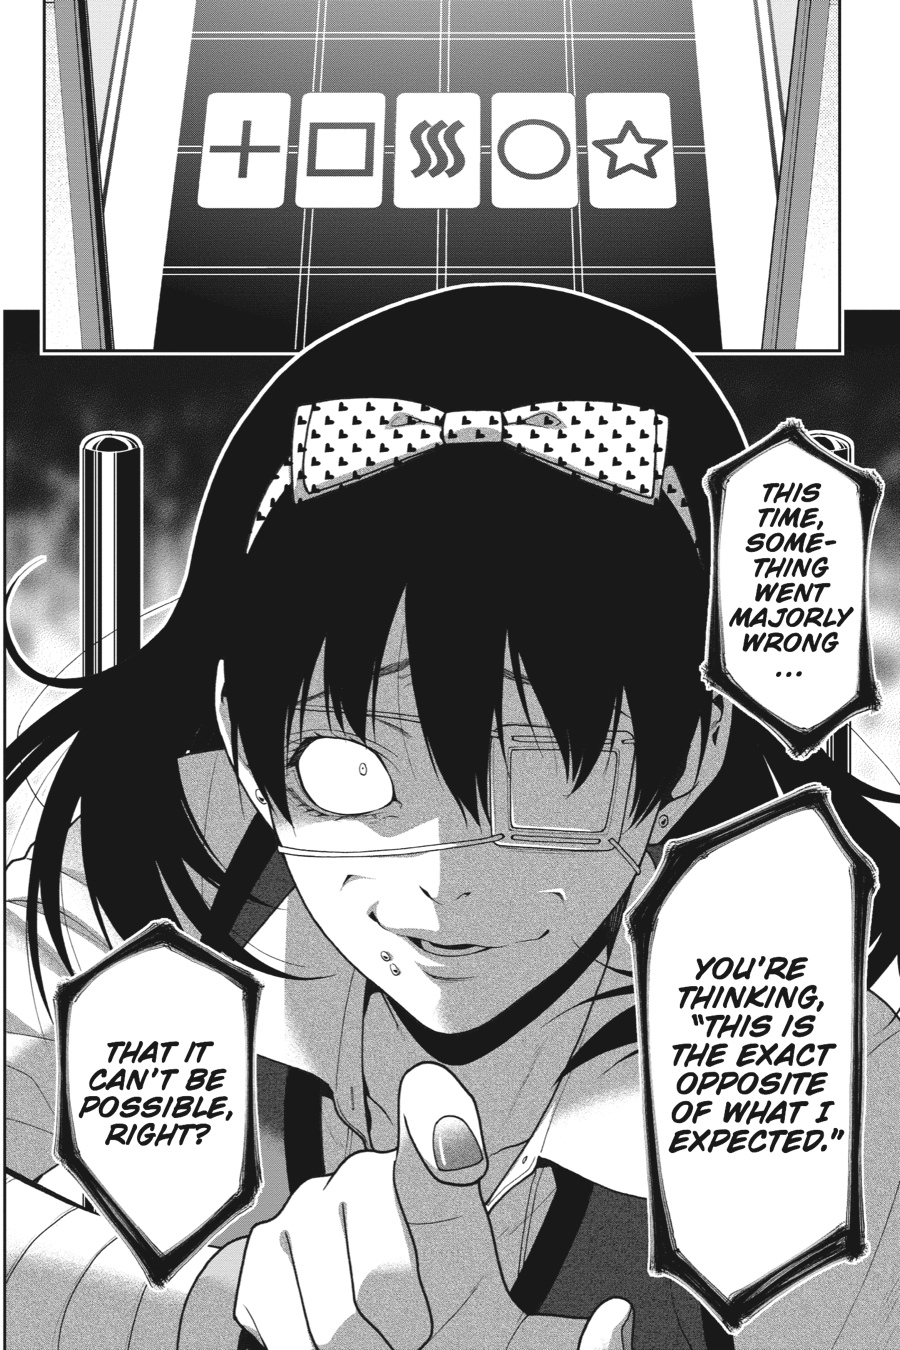 THIS
TIME,
SOME-
THING
WENT
MAJORLY
WRONG
...
YOU'RE
THINKING,
"THIS IS
THE EXACT
OPPOSITE
OF WHAT I
EXPECTED."
THAT IT
CAN'T BE
POSSIBLE,
RIGHT?